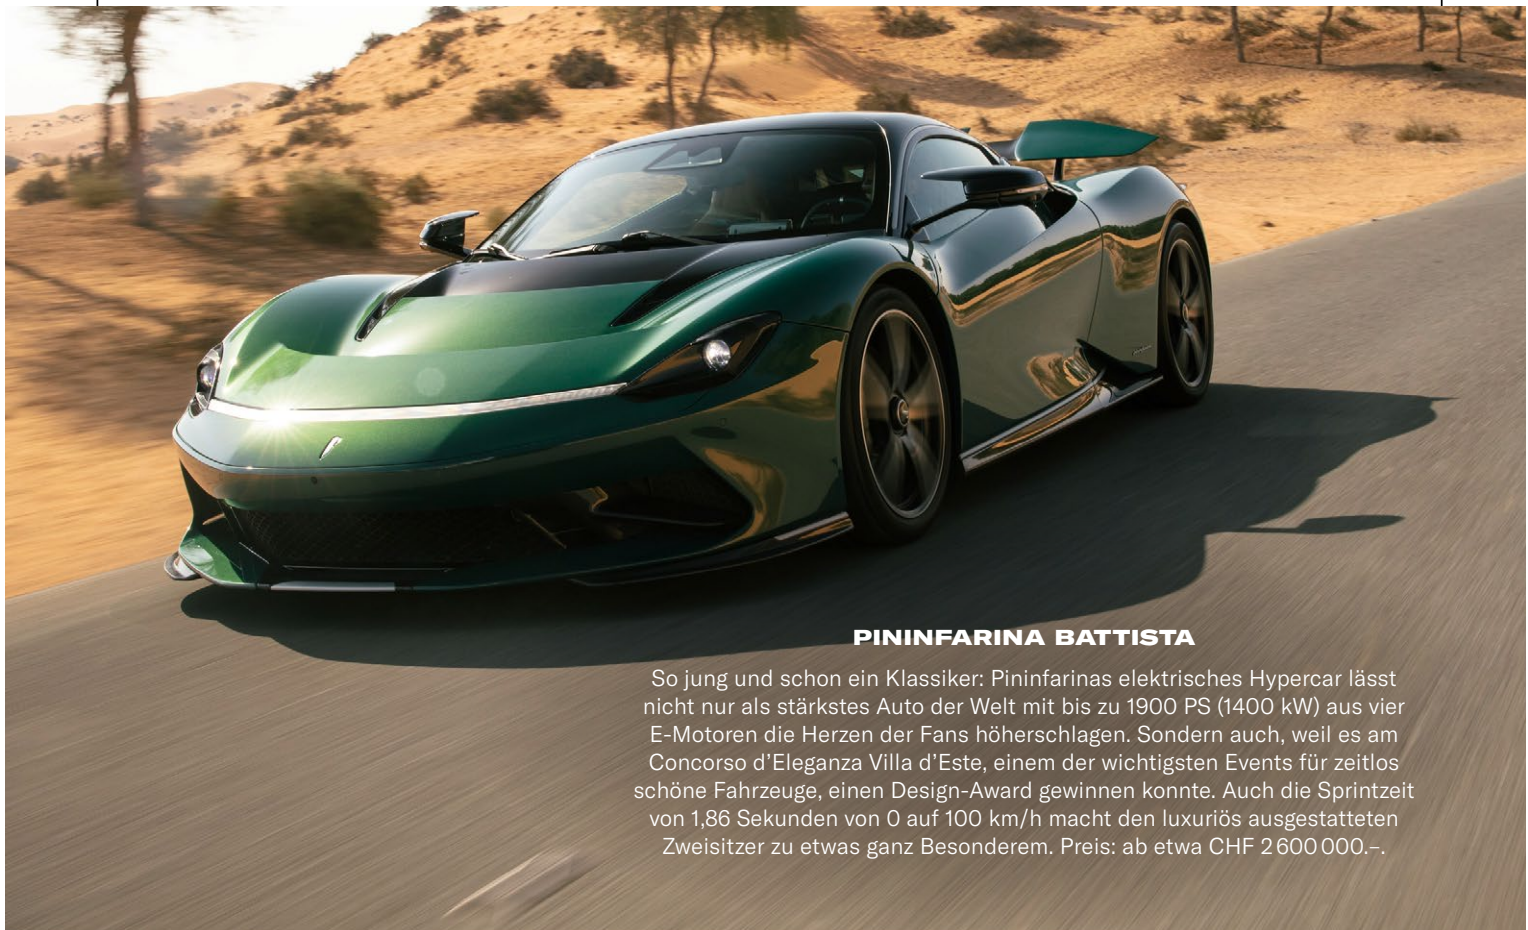 PININFARINA BATTISTA
So jung und schon ein Klassiker: Pininfarinas elektrisches Hypercar lässt
nicht nur als stärkstes Auto der Welt mit bis zu 1900 PS (1400 kW) aus vier
E-Motoren die Herzen der Fans höherschlagen. Sondern auch, weil es am
Concorso d’Eleganza Villa d’Este, einem der wichtigsten Events für zeitlos
schöne Fahrzeuge, einen Design-Award gewinnen konnte. Auch die Sprintzeit
von 1,86 Sekunden von 0 auf 100 km/h macht den luxuriös ausgestatteten
Zweisitzer zu etwas ganz Besonderem. Preis: ab etwa CHF 2 600 000.–.